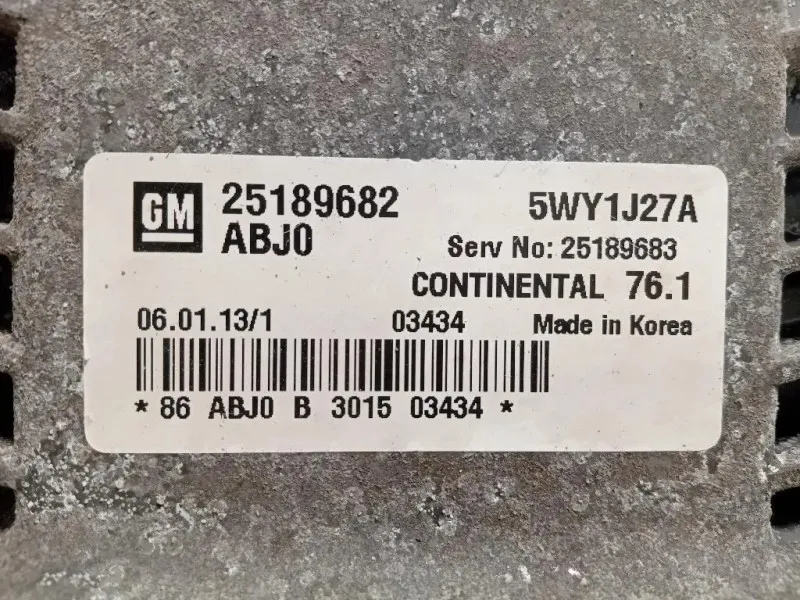 GM 25189682 5WY1J27A
ABJ0 Serv No: 25189683
CONTINENTAL 76.1
06.01.13/1 03434 Made in Korea
* 86 ABJ0 B 3015 03434 *